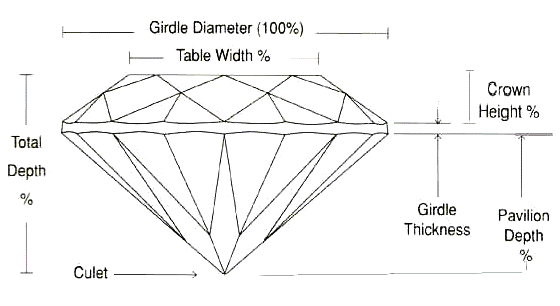 Girdle Diameter (100%)
Table Width %
Crown
Height %
Total
Depth
%
Girdle
Thickness
Pavilion
Depth
%
Culet